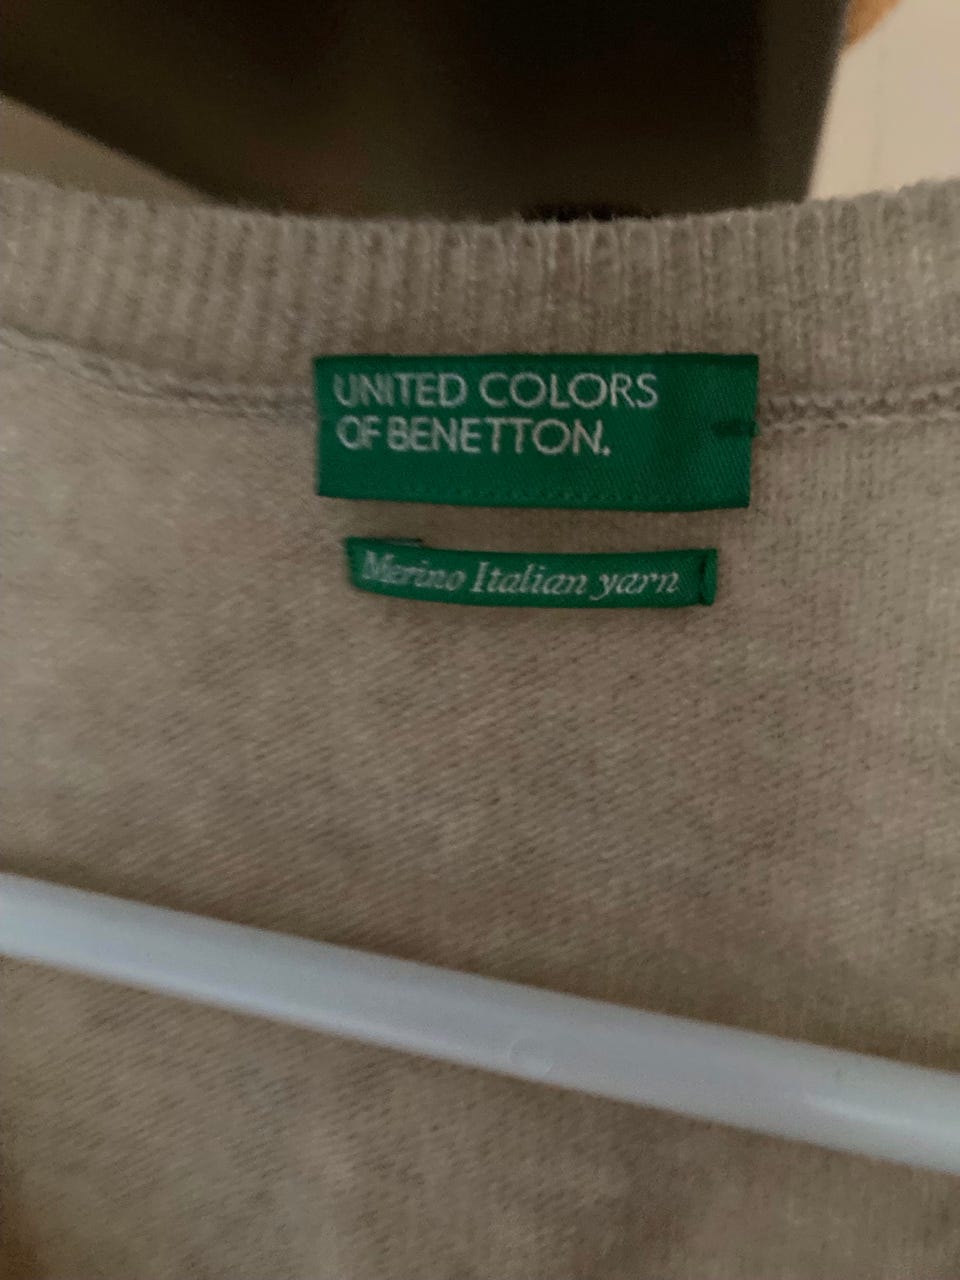 UNITED COLORS
OF BENETTON.
Merino Italian yarn